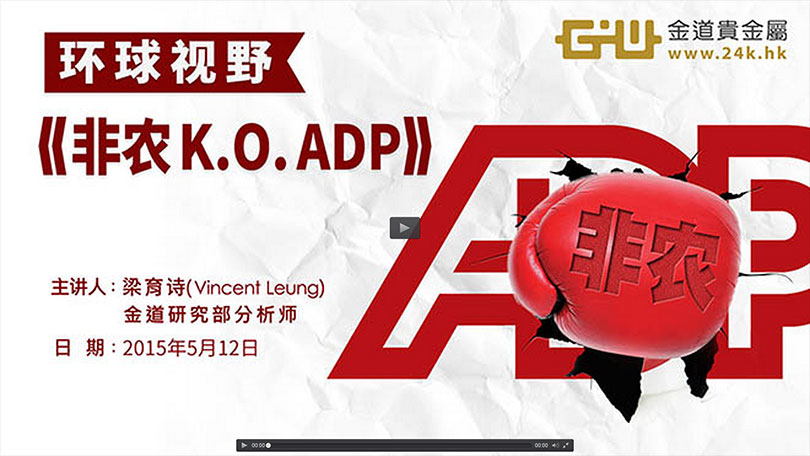 环球视野
金道貴金屬
www.24k.hk
《非农K.O.ADP》
ADP
非农
主讲人：梁育诗(Vincent Leung)
金道研究部分析师
日 期：2015年5月12日
00:00
00:00